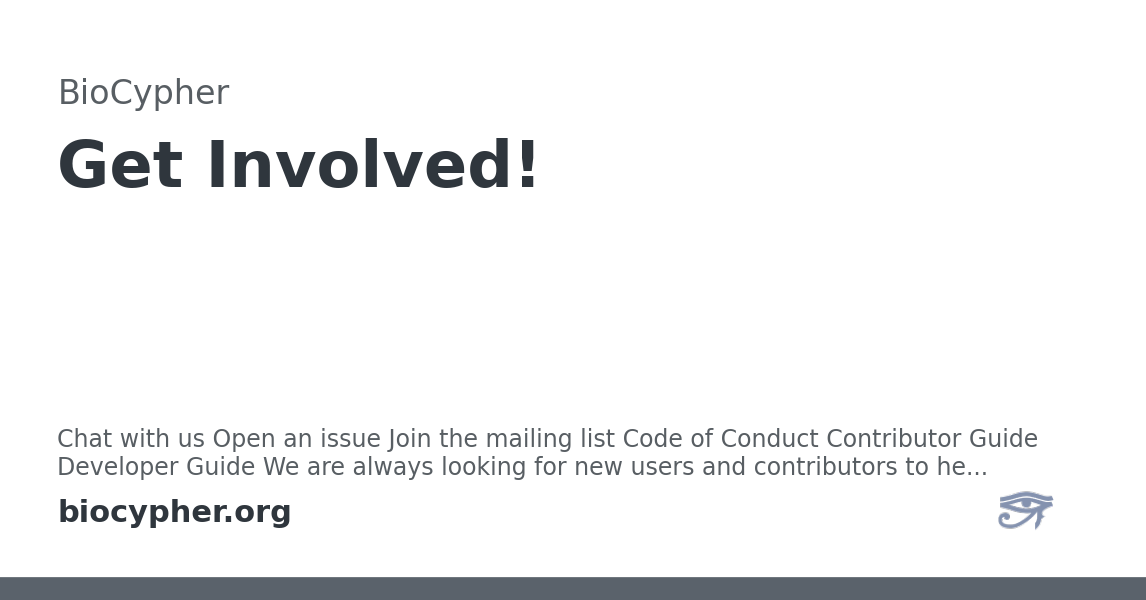 BioCypher
Get Involved!
Chat with us Open an issue Join the mailing list Code of Conduct Contributor Guide
Developer Guide We are always looking for new users and contributors to he...
biocypher.org